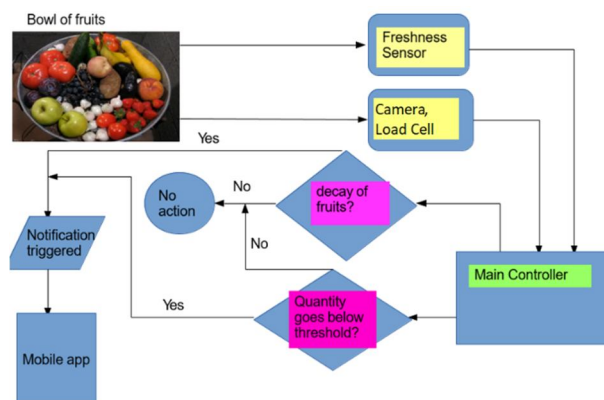 Bowl of fruits
Freshness
Sensor
Camera,
Load Cell
Yes
No
action
No
decay of
fruits?
Notification
triggered
No
Main Controller
Yes
Quantity
goes below
threshold?
Mobile app